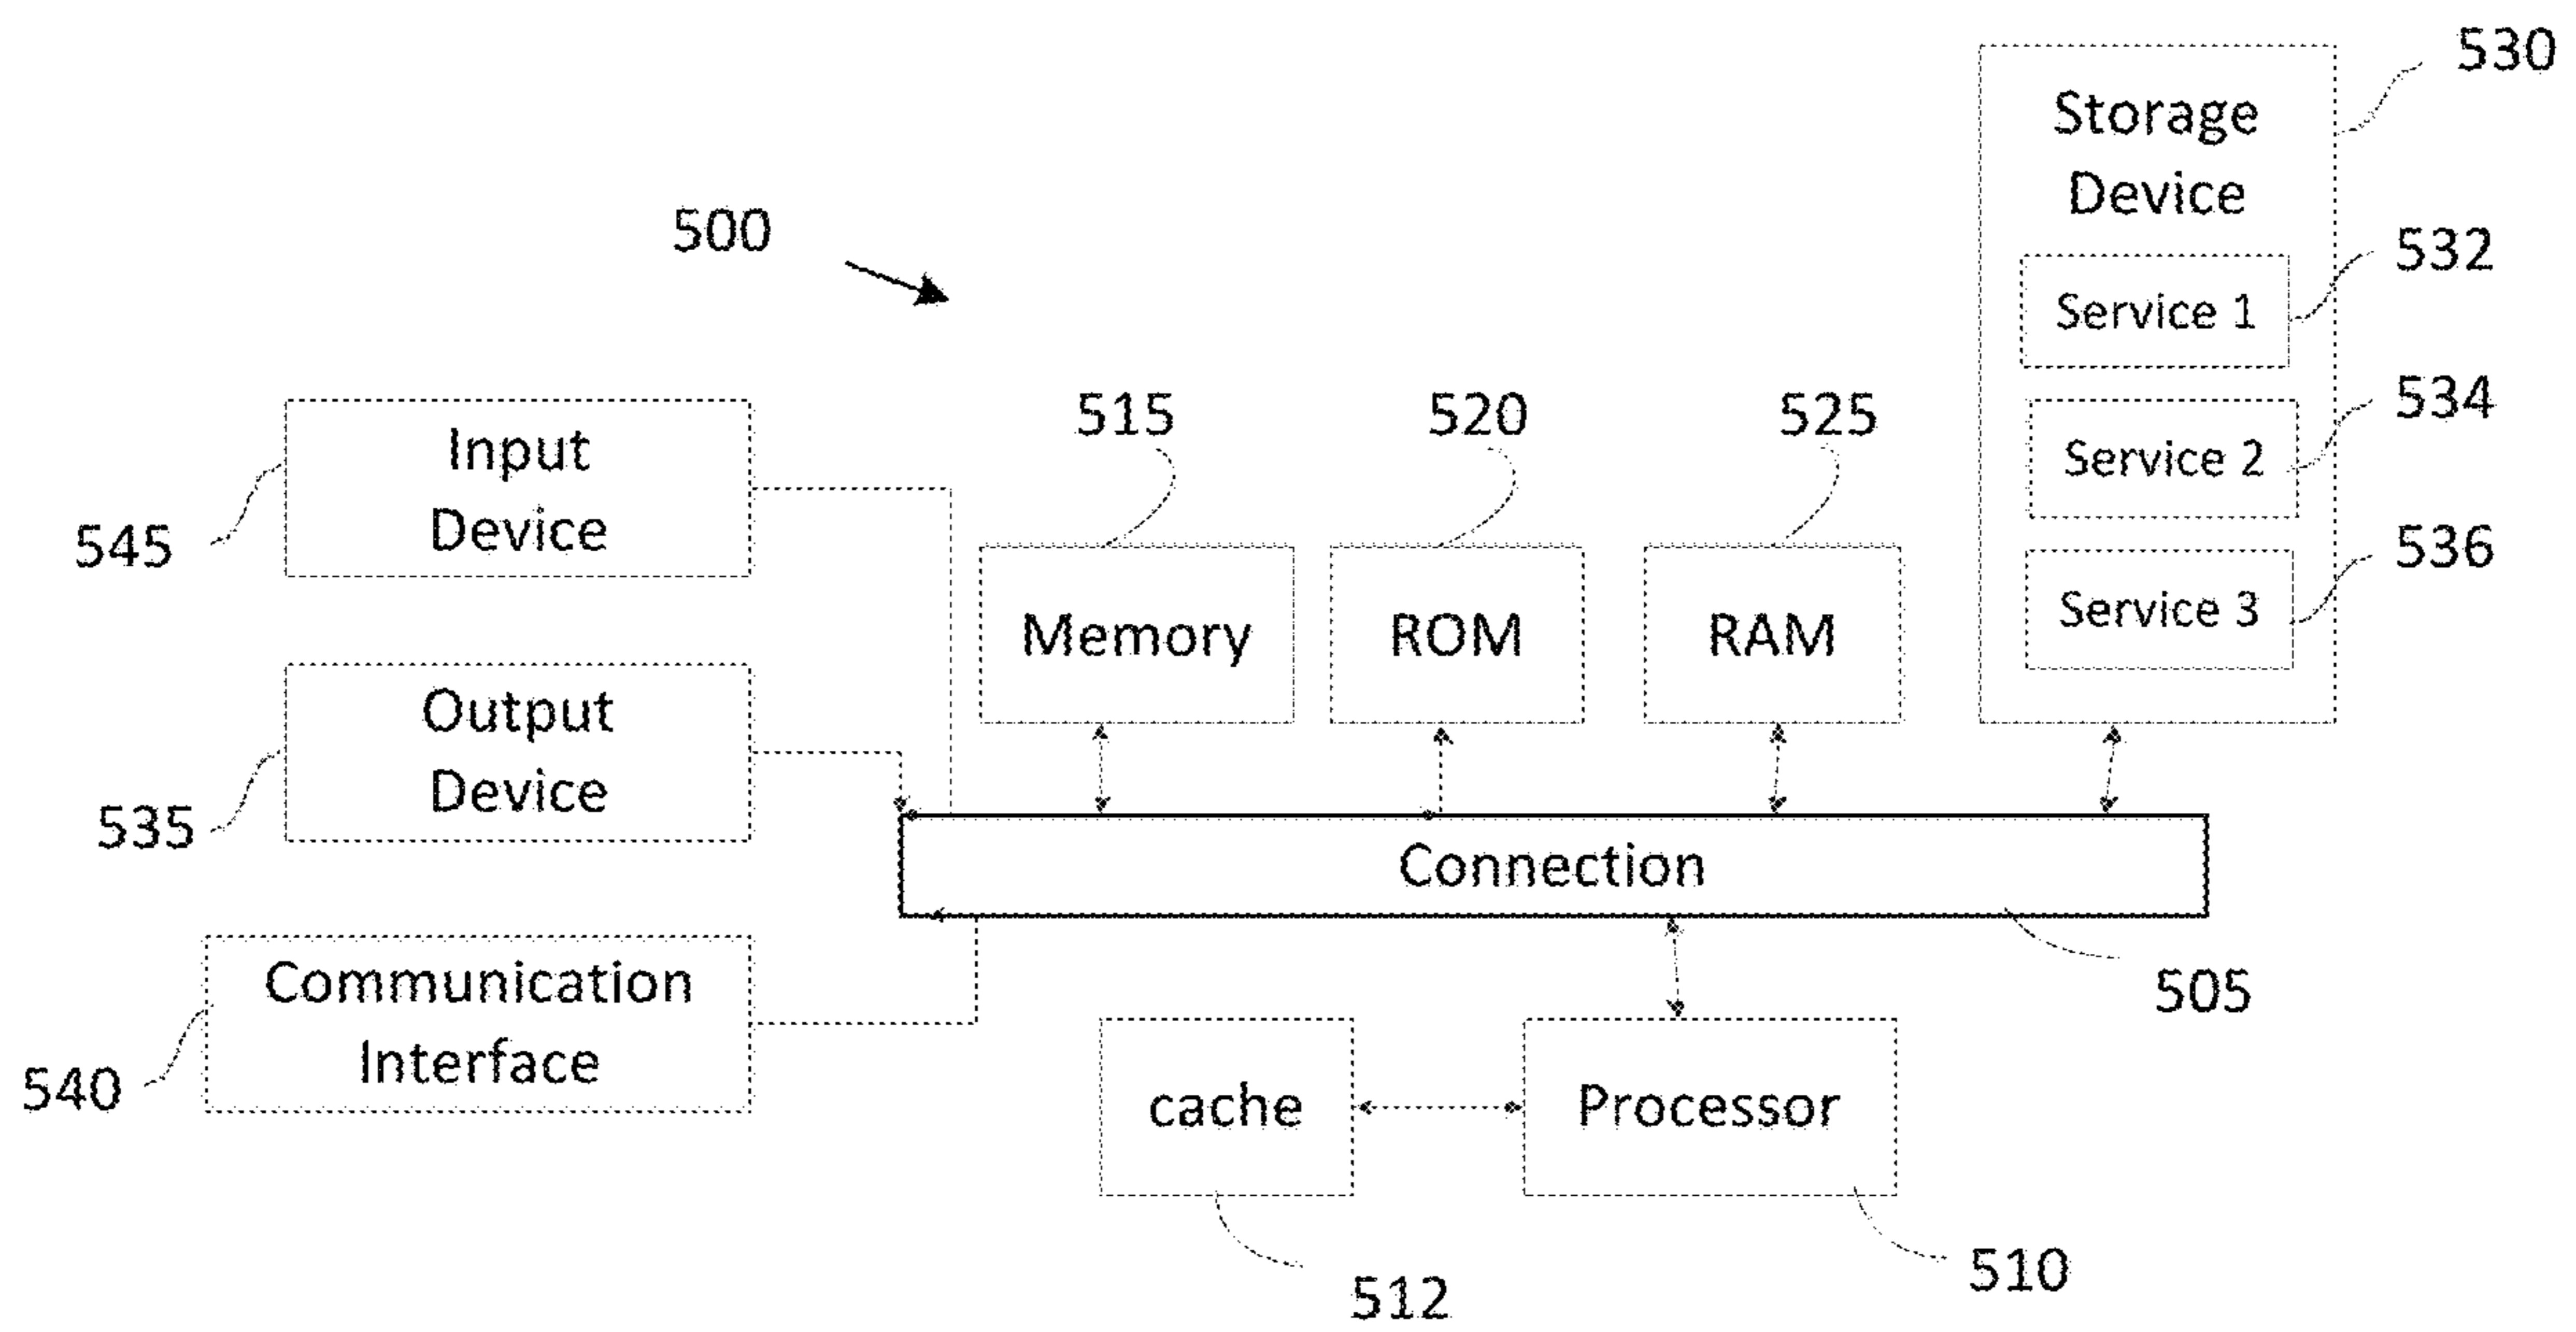 530
Storage
Device
500
532
Service 1
534
Service 2
536
Service 3
515
520
525
Input
Device
545
Memory
ROM
RAM
Output
Device
535
Connection
505
Communication
Interface
540
cache
Processor
512
510